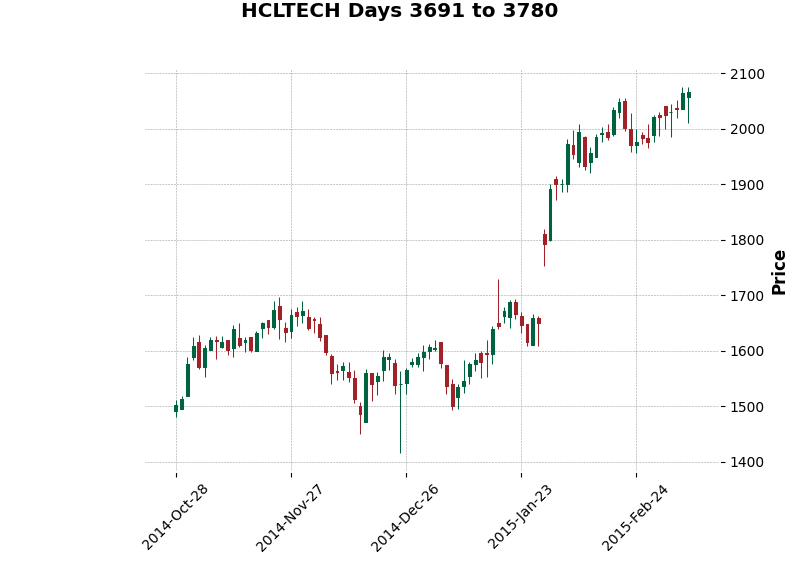 HCLTECH Days 3691 to 3780
2100
2000
1900
1800
1700
1600
1500
1400
Price
2014-Oct-28
2014-Nov-27
2014-Dec-26
2015-Jan-23
2015-Feb-24